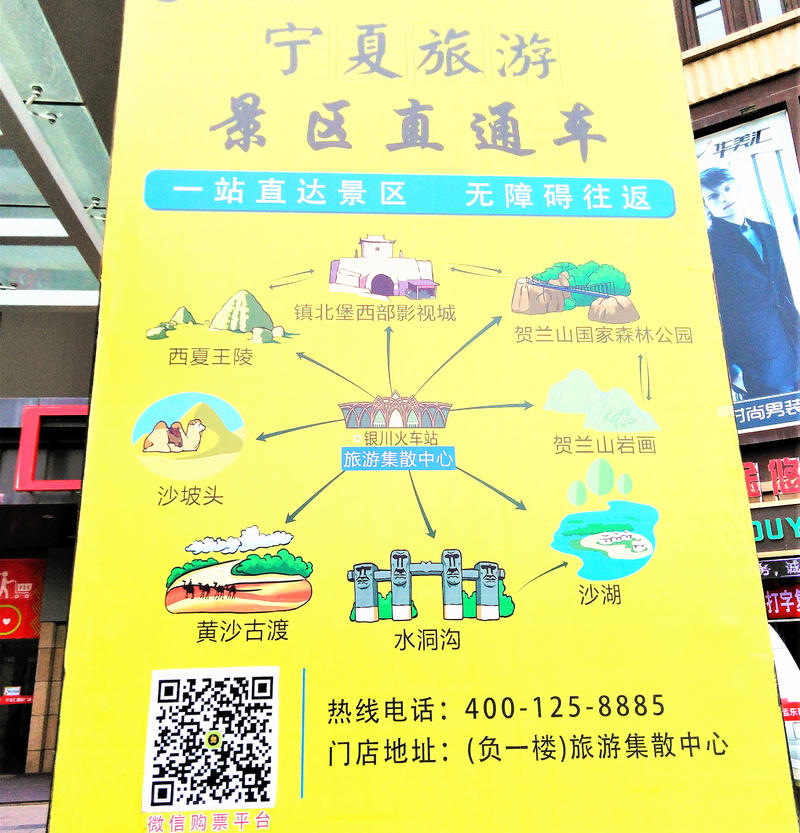 宁夏旅游
景区直通车
一站直达景区 无障碍往返
镇北堡西部影视城
贺兰山国家森林公园
西夏王陵
银川火车站
旅游集散中心
贺兰山岩画
沙坡头
沙湖
黄沙古渡
水洞沟
热线电话：400-125-8885
门店地址：(负一楼)旅游集散中心
微信购票平台
华美汇
时尚男装
OUY
打字